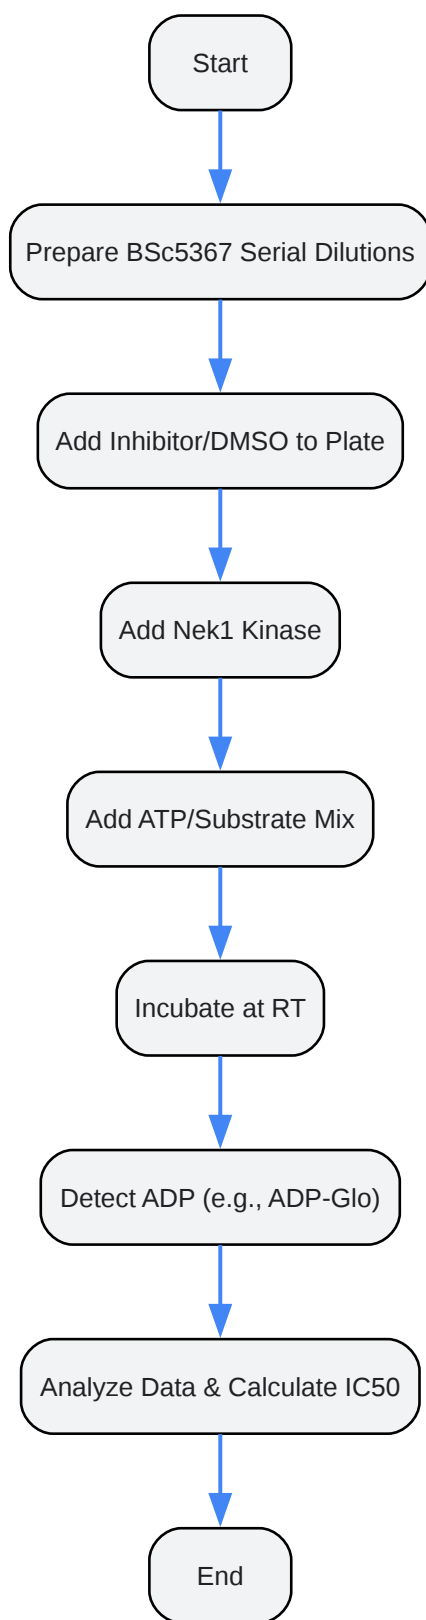 Start
Prepare BSc5367 Serial Dilutions
Add Inhibitor/DMSO to Plate
Add Nek1 Kinase
Add ATP/Substrate Mix
Incubate at RT
Detect ADP (e.g., ADP-Glo)
Analyze Data & Calculate IC50
End